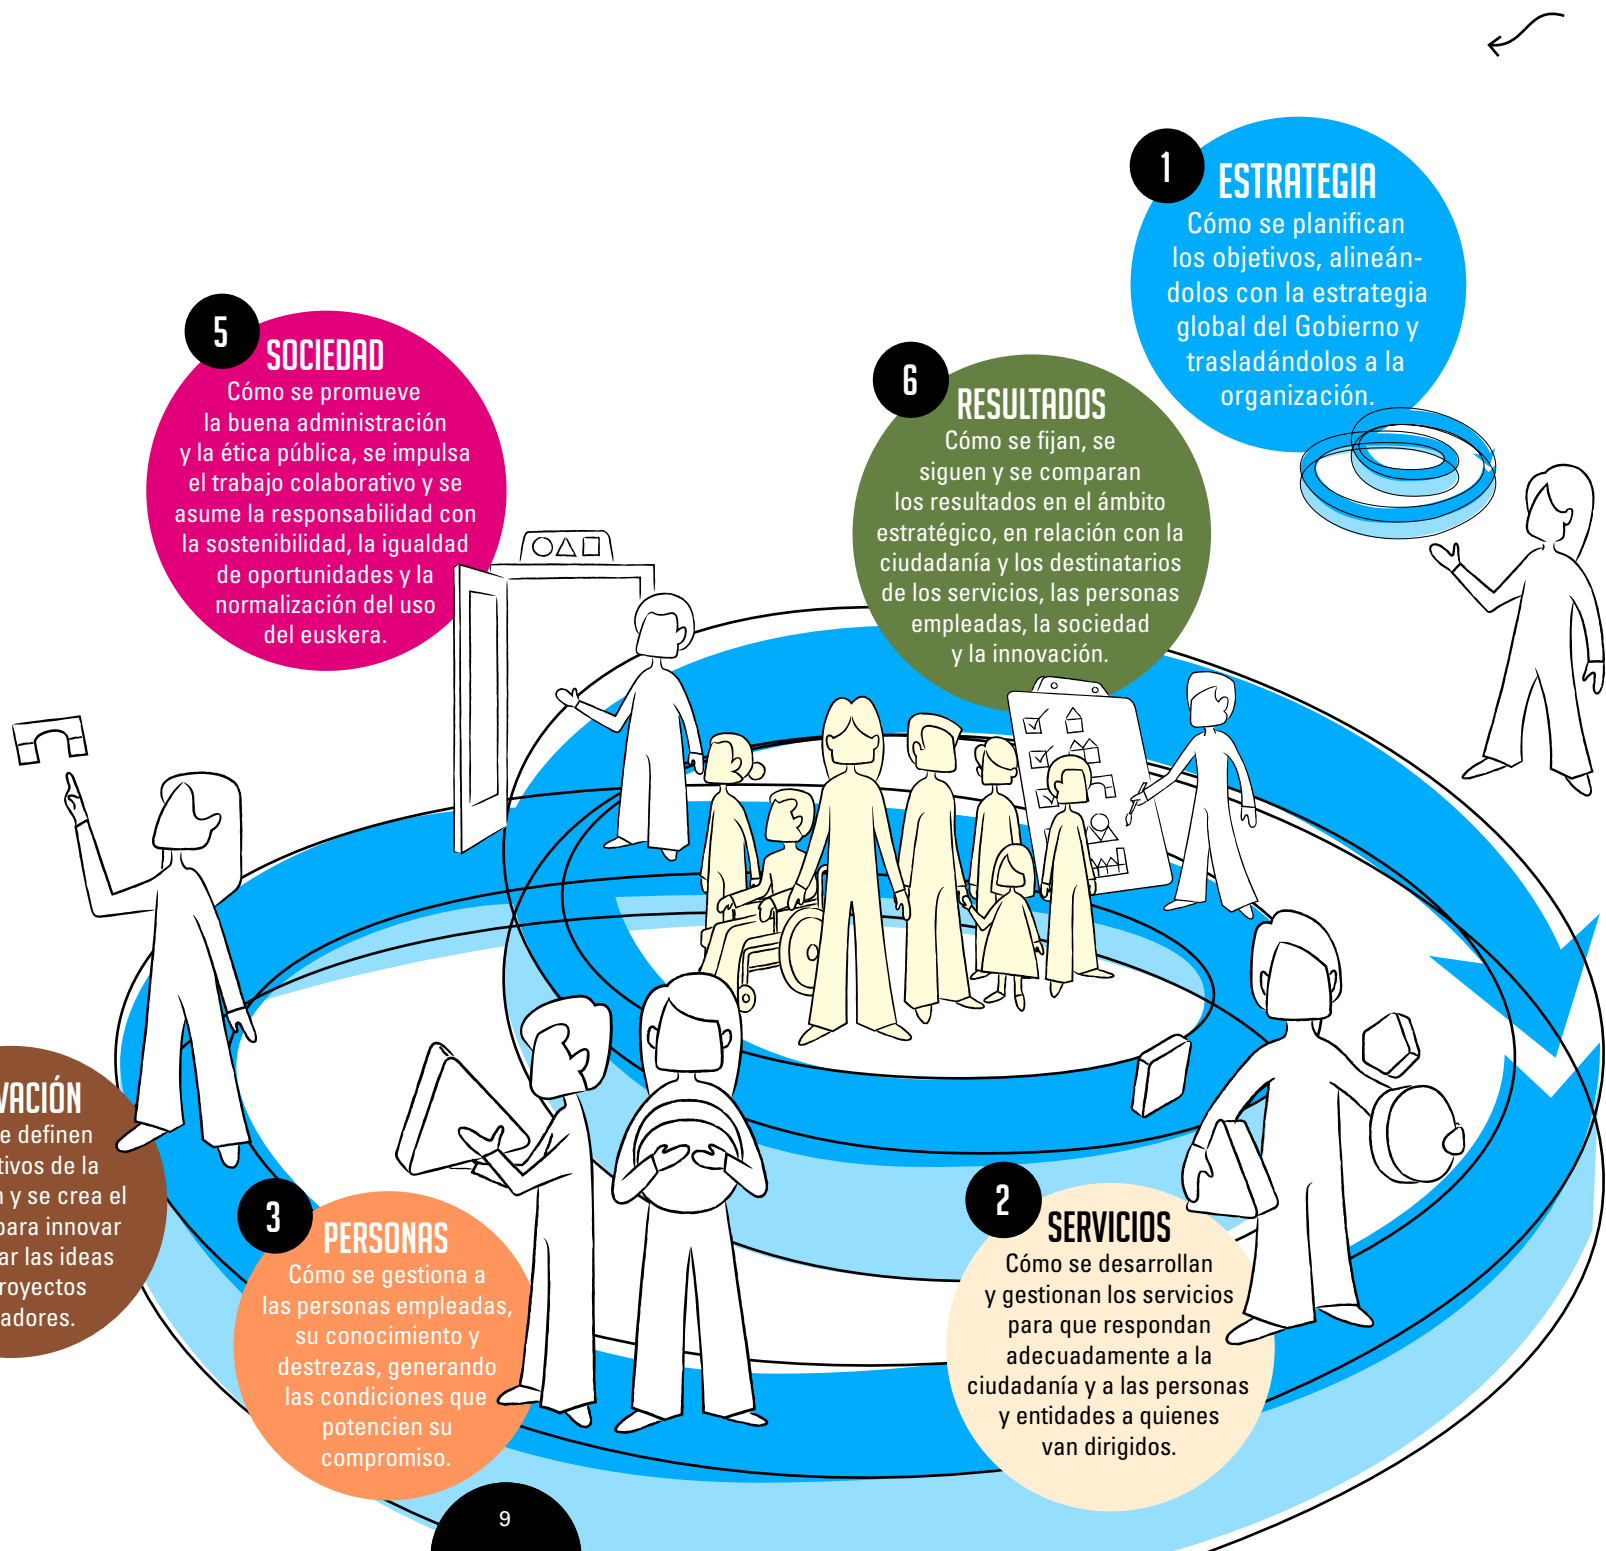 1
ESTRATEGIA
Cómo se planifican
los objetivos, alineán-
dolos con la estrategia
global del Gobierno y
trasladándolos a la
organización.
5
SOCIEDAD
Cómo se promueve
la buena administración
y la ética pública, se impulsa
el trabajo colaborativo y se
asume la responsabilidad con
la sostenibilidad, la igualdad
de oportunidades y la
normalización del uso
del euskera.
6
RESULTADOS
Cómo se fijan, se
siguen y se comparan
los resultados en el ámbito
estratégico, en relación con la
ciudadanía y los destinatarios
de los servicios, las personas
empleadas, la sociedad
y la innovación.
VACIÓN
e definen
tivos de la
n y se crea el
para innovar
ar las ideas
royectos
adores.
3
PERSONAS
Cómo se gestiona a
las personas empleadas,
su conocimiento y
destrezas, generando
las condiciones que
potencien su
compromiso.
2
SERVICIOS
Cómo se desarrollan
y gestionan los servicios
para que respondan
adecuadamente a la
ciudadanía y a las personas
y entidades a quienes
van dirigidos.
9